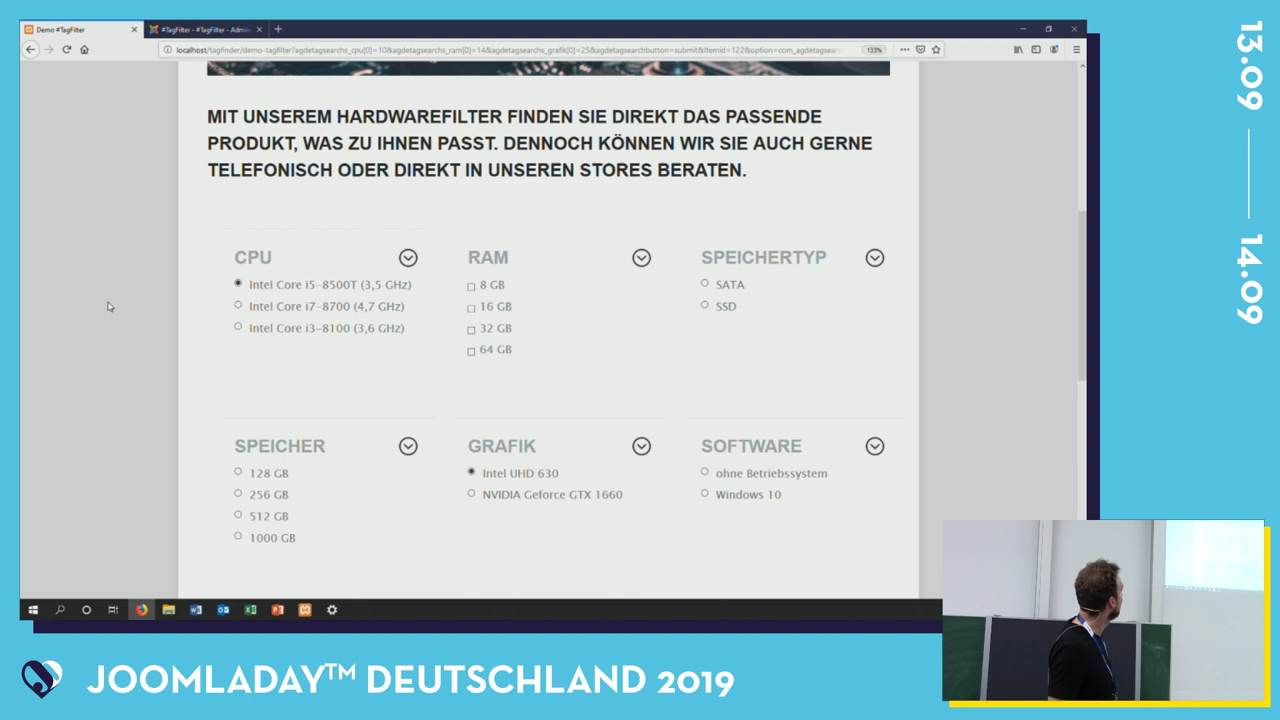 Demo #TagFilter
#TagFilter - #TagFilter - Admin
localhost/tagfinder/demo-tagfilter?agdetagsearchs_cpu[0]=10&agdetagsearchs_ram[0]=14&agdetagsearchs_grafik[0]=25&agdetagsearchbutton=submit&Itemid=122&option=com_agdetagsear
133%
MIT UNSEREM HARDWAREFILTER FINDEN SIE DIREKT DAS PASSENDE
PRODUKT, WAS ZU IHNEN PASST. DENNOCH KÖNNEN WIR SIE AUCH GERNE
TELEFONISCH ODER DIREKT IN UNSEREN STORES BERATEN.
CPU
Intel Core i5-8500T (3,5 GHz)
Intel Core i7-8700 (4,7 GHz)
Intel Core i3-8100 (3,6 GHz)
RAM
8 GB
16 GB
32 GB
64 GB
SPEICHERTYP
SATA
SSD
SPEICHER
128 GB
256 GB
512 GB
1000 GB
GRAFIK
Intel UHD 630
NVIDIA Geforce GTX 1660
SOFTWARE
ohne Betriebssystem
Windows 10
13.09
14.09
JOOMLADAY™ DEUTSCHLAND 2019